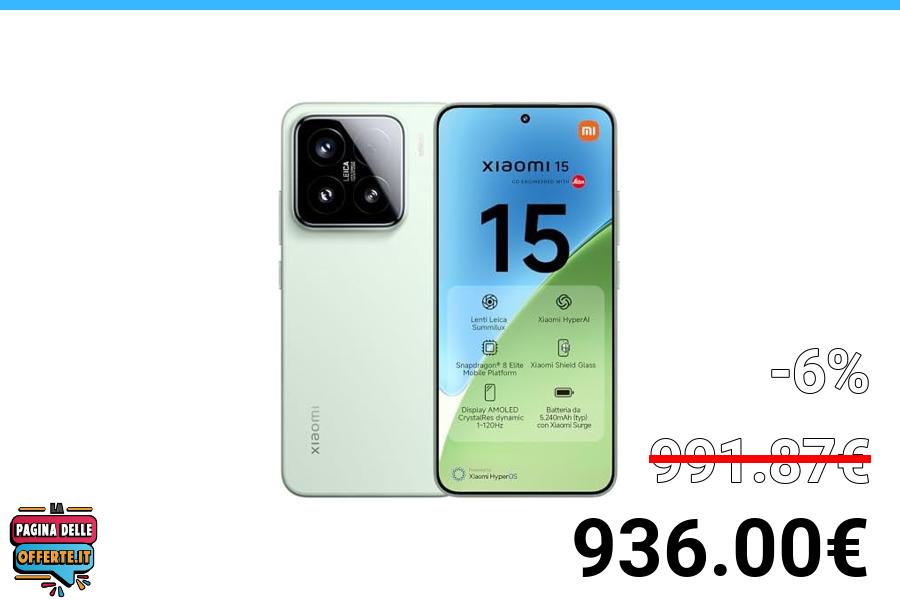 LEICA
xiaomi
mi
xiaomi 15
CO-ENGINEERED WITH Leica
15
Lenti Leica
Summilux
Xiaomi HyperAI
Snapdragon® 8 Elite
Mobile Platform
Xiaomi Shield Glass
Display AMOLED
CrystalRes dynamic
1-120Hz
Batteria da
5.240mAh (typ)
con Xiaomi Surge
Powered by
Xiaomi HyperOS
-6%
991.87€
936.00€
LA
PAGINA DELLE
OFFERTE.IT